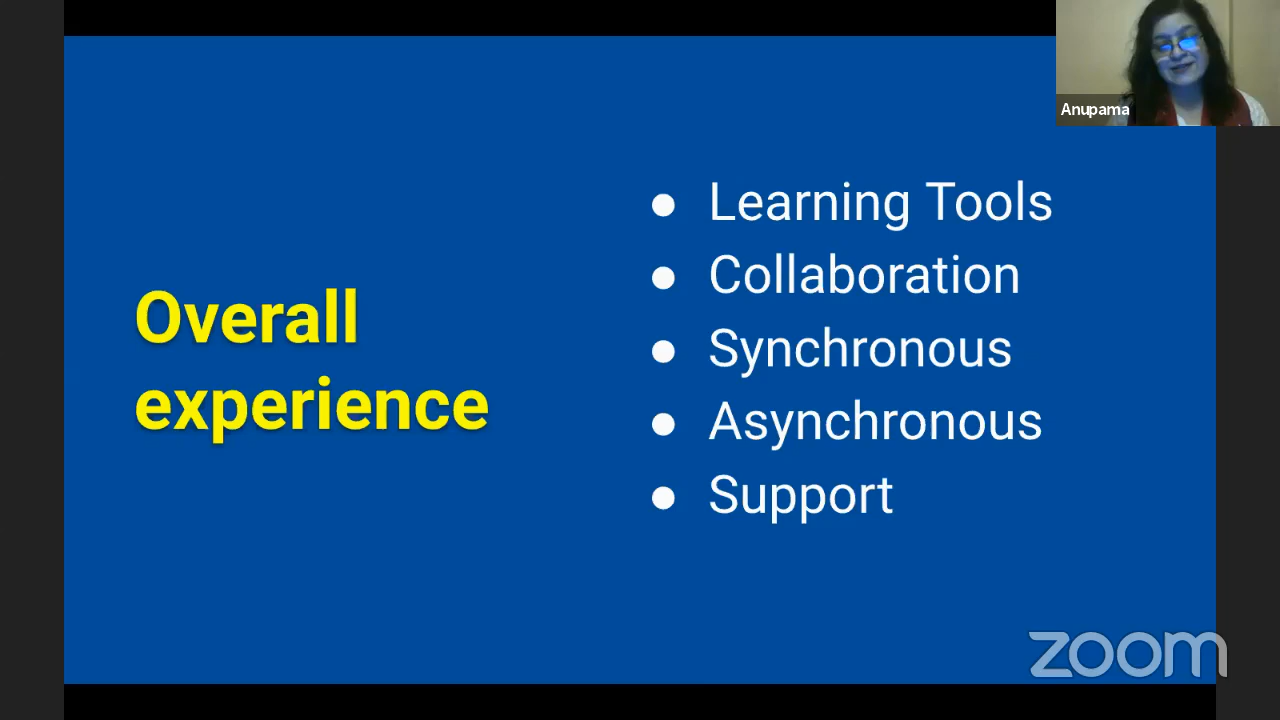 Anupama
Overall
experience
● Learning Tools
● Collaboration
● Synchronous
● Asynchronous
● Support
zoom